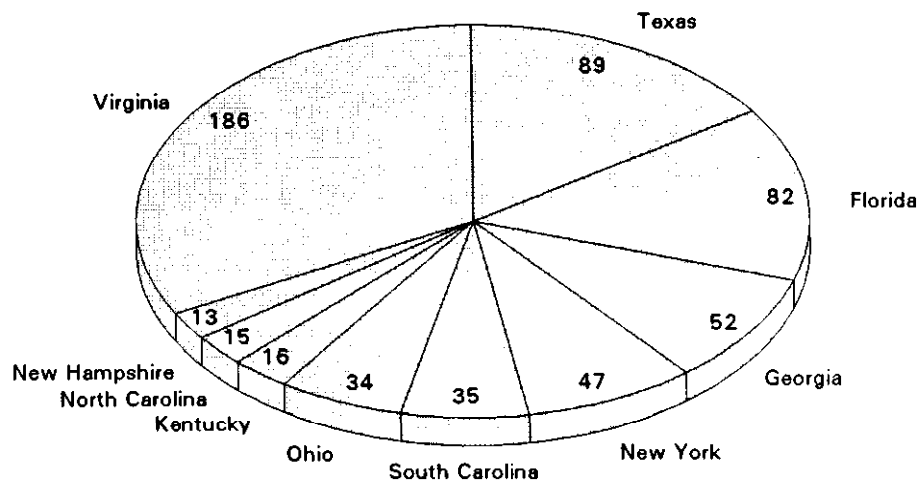 Texas
89
Virginia
186
82
Florida
52
Georgia
13
15
16
34
35
47
New Hampshire
North Carolina
Kentucky
Ohio
South Carolina
New York